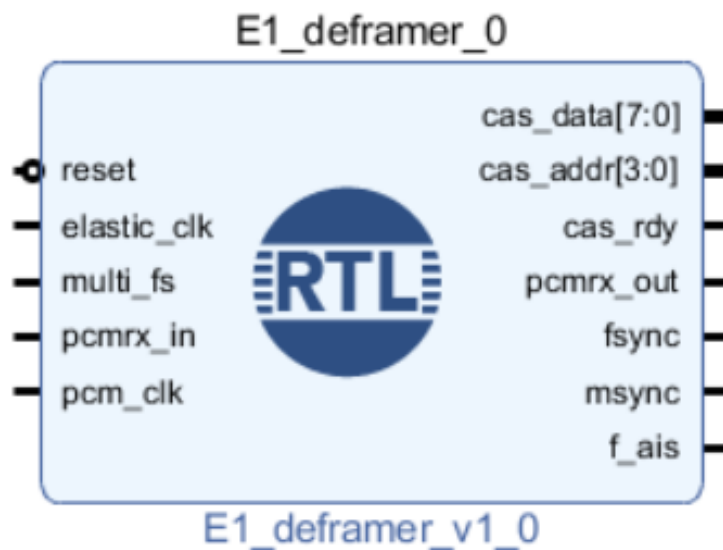 E1_deframer_0
reset
elastic_clk
multi_fs
pcmrx_in
pcm_clk
RTL
cas_data[7:0]
cas_addr[3:0]
cas_rdy
pcmrx_out
fsync
msync
f_ais
E1_deframer_v1_0